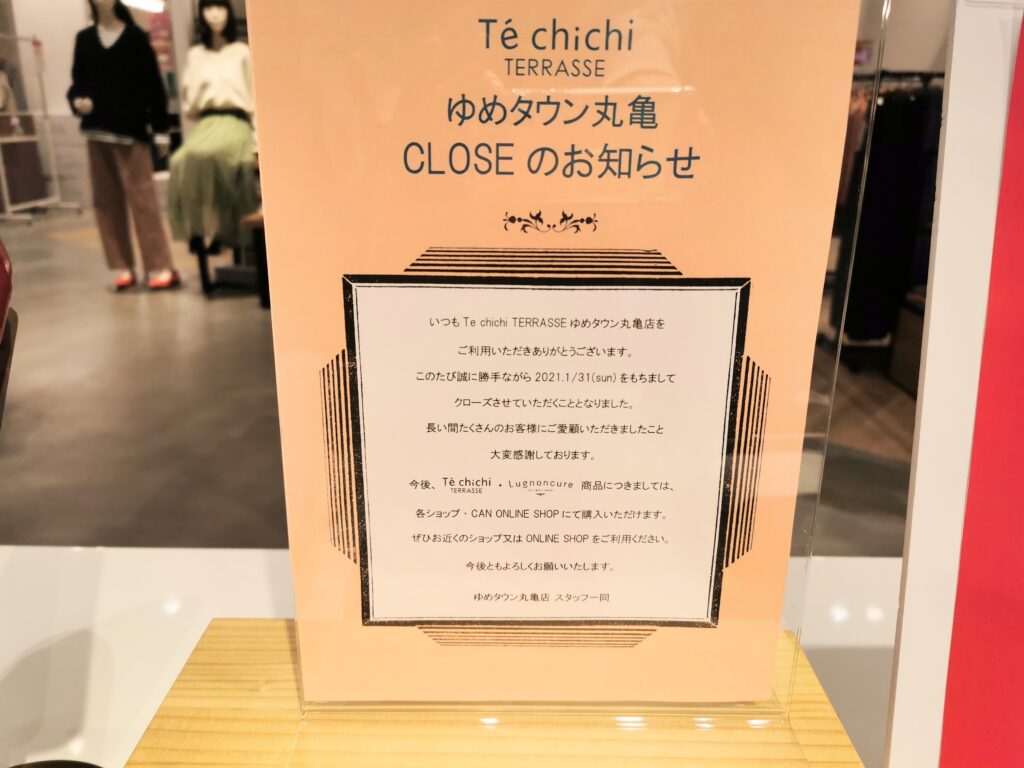 Té chichi
TERRASSE
ゆめタウン丸亀
CLOSE のお知らせ
いつも Te chichi TERRASSE ゆめタウン丸亀店を
ご利用いただきありがとうございます。
このたび誠に勝手ながら 2021.1/31(sun) をもちまして
クローズさせていただくこととなりました。
長い間たくさんのお客様にご愛顧いただきましたこと
大変感謝しております。
今後、Té chichi TERRASSE ・ Lugnoncure 商品につきましては、
各ショップ・CAN ONLINE SHOP にて購入いただけます。
ぜひお近くのショップ又は ONLINE SHOP をご利用ください。
今後ともよろしくお願いいたします。
ゆめタウン丸亀店 スタッフ一同